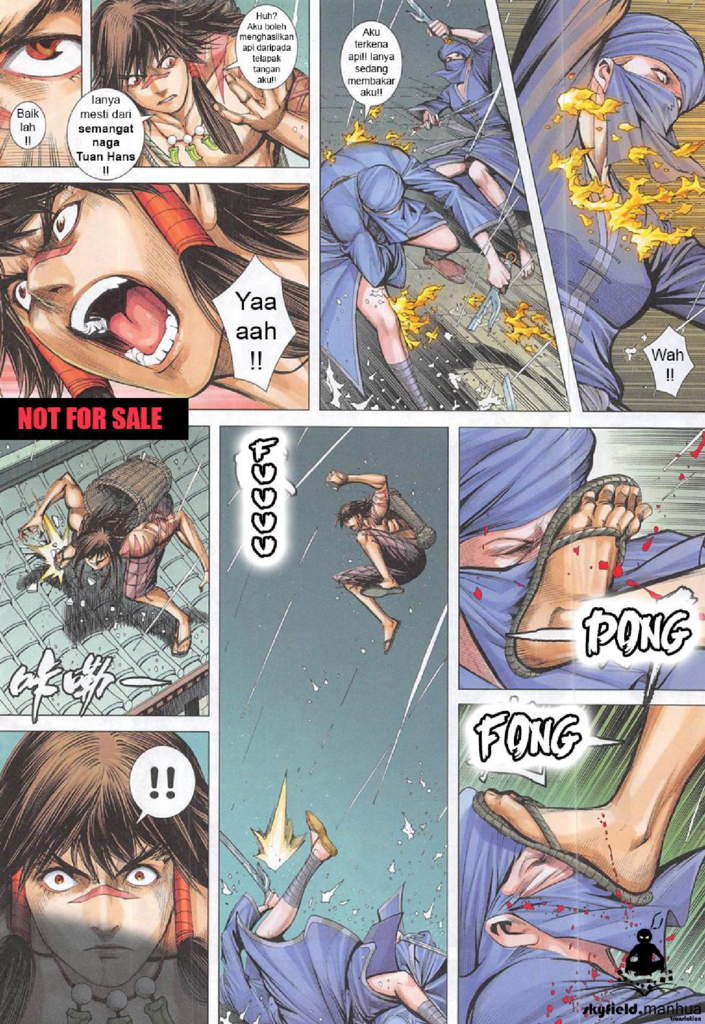 Aku
terkena
api!! Ianya
sedang
membakar
aku!!
Wah
!!
Huh?
Aku boleh
menghasilkan
api daripada
telapak
tangan
aku!!
Ianya
mesti dari
semangat
naga
Tuan Hans
!!
Baik
lah
!!
Yaa
aah
!!
NOT FOR SALE
FUUUU
PONG
FONG
!!
skyfield.manhua
translation